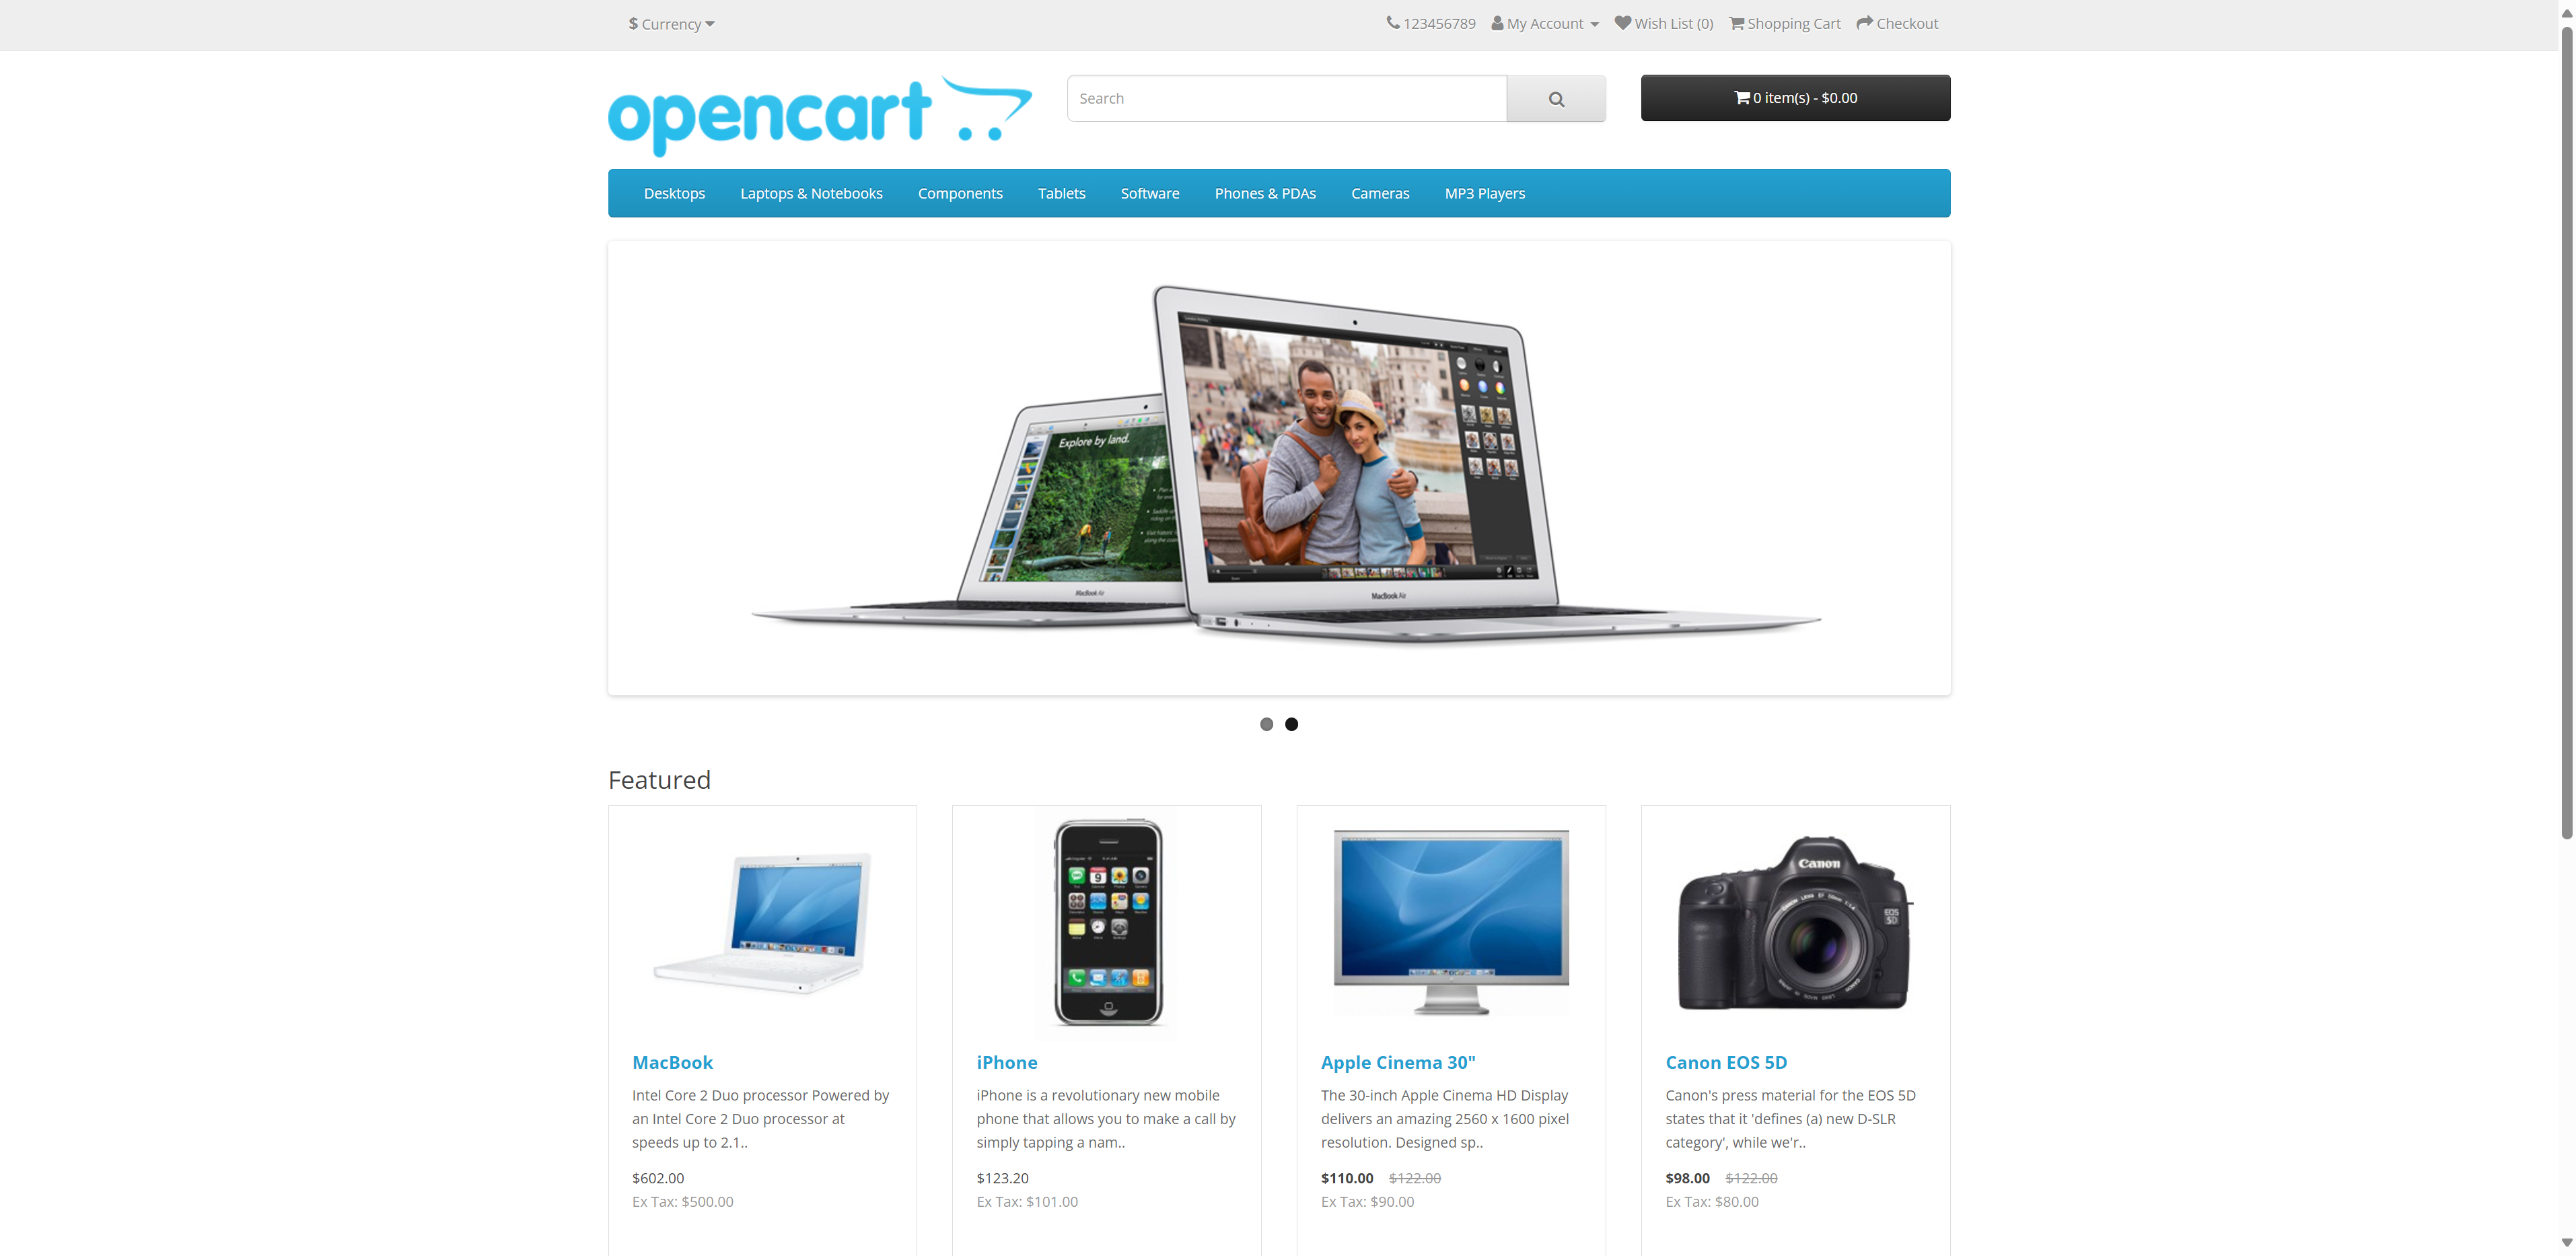 $ Currency
123456789 My Account Wish List (0) Shopping Cart Checkout
opencart
Search
0 item(s) - $0.00
Desktops Laptops & Notebooks Components Tablets Software Phones & PDAs Cameras MP3 Players
Explore by land.
MacBook Air
MacBook Air
Featured
Canon
EOS
5D
MacBook
Intel Core 2 Duo processor Powered by
an Intel Core 2 Duo processor at
speeds up to 2.1..
$602.00
Ex Tax: $500.00
iPhone
iPhone is a revolutionary new mobile
phone that allows you to make a call by
simply tapping a nam..
$123.20
Ex Tax: $101.00
Apple Cinema 30"
The 30-inch Apple Cinema HD Display
delivers an amazing 2560 x 1600 pixel
resolution. Designed sp..
$110.00 $122.00
Ex Tax: $90.00
Canon EOS 5D
Canon's press material for the EOS 5D
states that it 'defines (a) new D-SLR
category', while we'r..
$98.00 $122.00
Ex Tax: $80.00